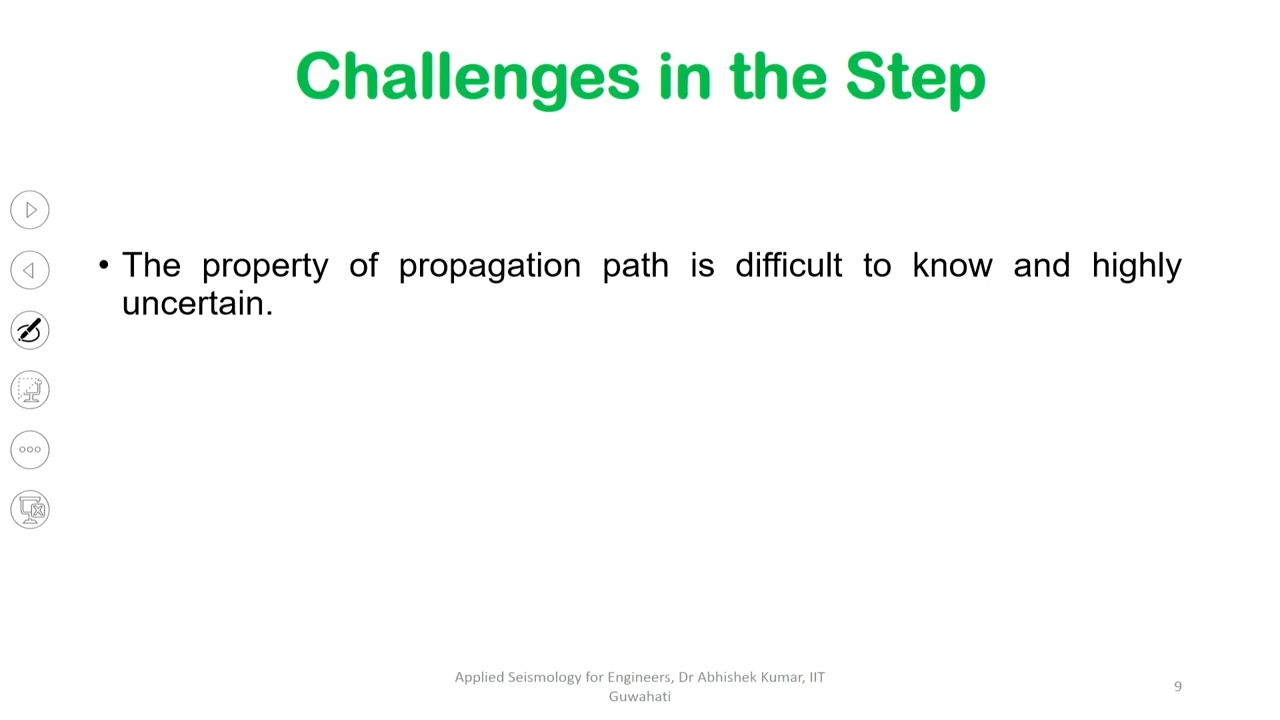 Challenges in the Step
• The property of propagation path is difficult to know and highly
uncertain.
Applied Seismology for Engineers, Dr Abhishek Kumar, IIT
Guwahati
9